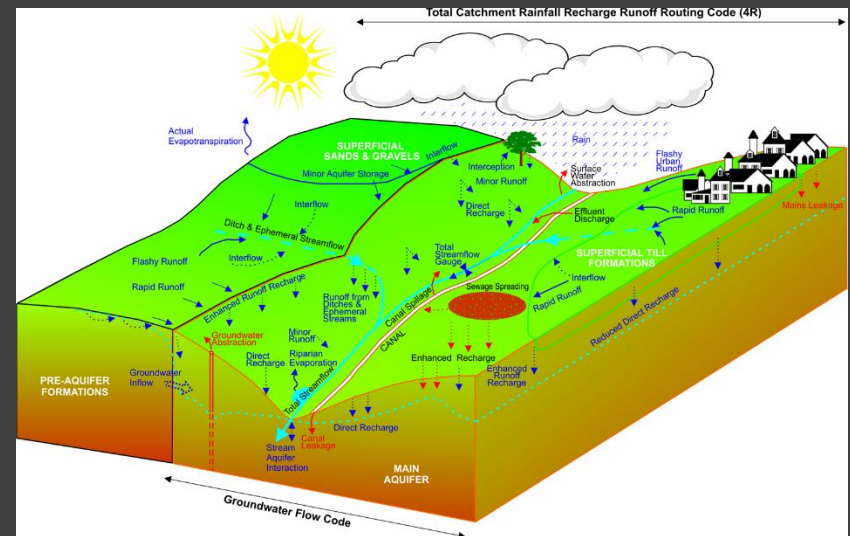 Total Catchment Rainfall Recharge Runoff Routing Code (4R)
Actual
Evapotranspiration
SUPERFICIAL
SANDS & GRAVELS
Minor Aquifer Storage
Interflow
Interception
Minor Runoff
Rain
Surface
Water
Abstraction
Flashy
Urban
Runoff
Mains Leakage
Interflow
Direct
Recharge
Effluent
Discharge
Rapid Runoff
Ditch & Ephemeral Streamflow
Total
Streamflow
Gauge
SUPERFICIAL TILL
FORMATIONS
Flashy Runoff
Interflow
Interflow
Rapid Runoff
Enhanced Runoff Recharge
Runoff from
Ditches &
Ephemeral
Streams
Canal Spillage
Sewage Spreading
Rapid Runoff
Reduced Direct Recharge
Groundwater
Abstraction
Minor
Runoff
CANAL
Direct
Recharge
Riparian
Evaporation
Enhanced Recharge
Enhanced
Runoff
Recharge
PRE-AQUIFER
FORMATIONS
Groundwater
Inflow
Total Streamflow
Direct Recharge
Canal
Leakage
Stream
Aquifer
Interaction
MAIN
AQUIFER
Groundwater Flow Code